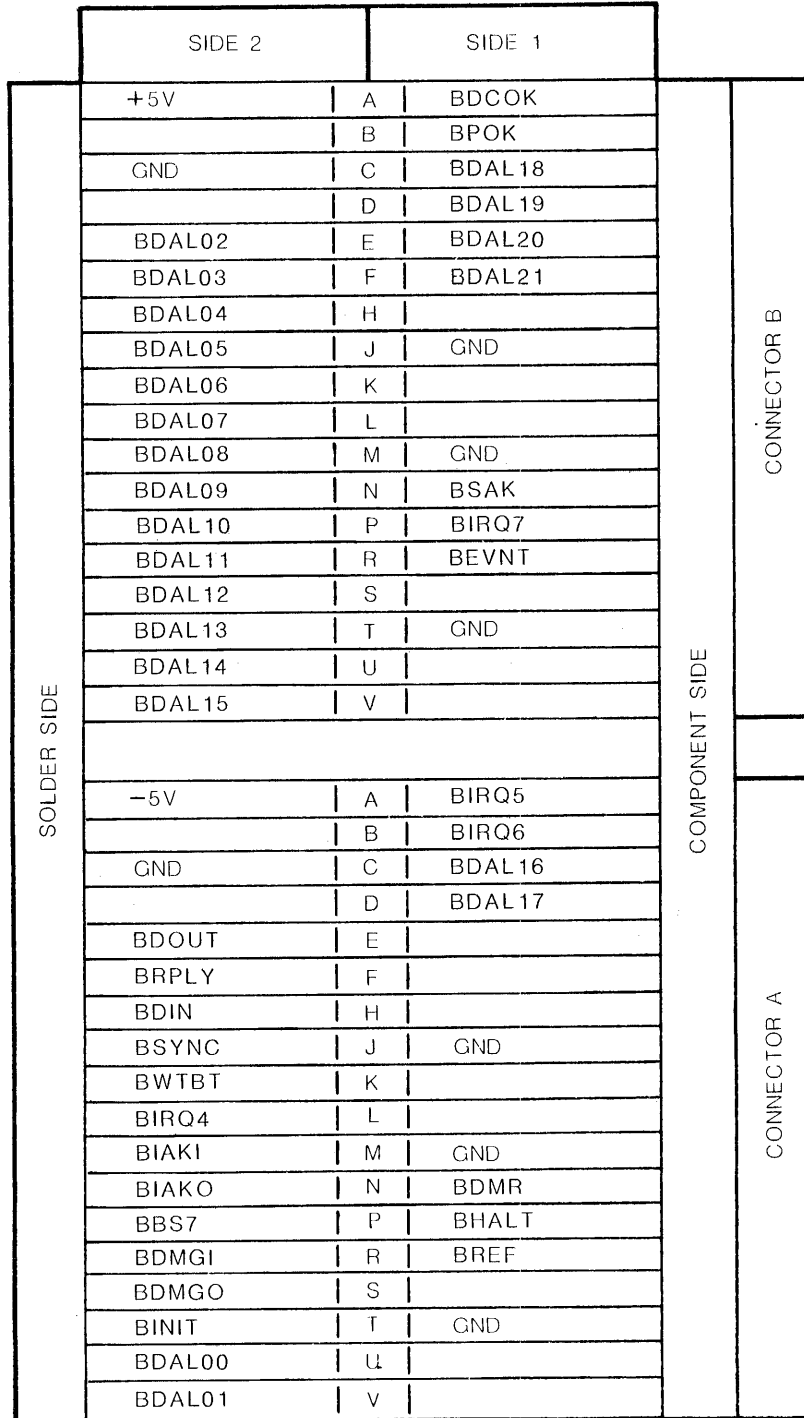 SIDE 2 SIDE 1
+5V A BDCOK
B BPOK
GND C BDAL18
D BDAL19
BDAL02 E BDAL20
BDAL03 F BDAL21
BDAL04 H
BDAL05 J GND
BDAL06 K
BDAL07 L
BDAL08 M GND
BDAL09 N BSAK
BDAL10 P BIRQ7
BDAL11 R BEVNT
BDAL12 S
BDAL13 T GND
BDAL14 U
BDAL15 V
CONNECTOR B
SOLDER SIDE
COMPONENT SIDE
-5V A BIRQ5
B BIRQ6
GND C BDAL16
D BDAL17
BDOUT E
BRPLY F
BDIN H
BSYNC J GND
BWTBT K
BIRQ4 L
BIAKI M GND
BIAKO N BDMR
BBS7 P BHALT
BDMGI R BREF
BDMGO S
BINIT T GND
BDAL00 U
BDAL01 V
CONNECTOR A